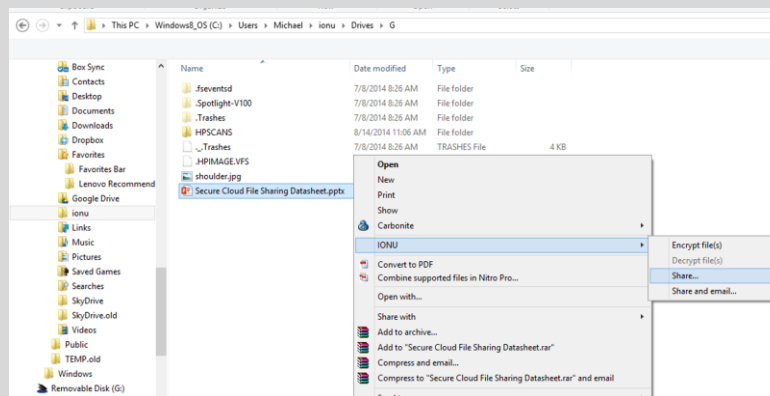 This PC ▸ Windows8_OS (C:) ▸ Users ▸ Michael ▸ ionu ▸ Drives ▸ G
Name Date modified Type Size
Box Sync
Contacts
Desktop
Documents
Downloads
Dropbox
Favorites
Favorites Bar
Lenovo Recommend
Google Drive
ionu
Links
Music
Pictures
Saved Games
Searches
SkyDrive
SkyDrive.old
Videos
Public
TEMP.old
Windows
Removable Disk (G:)
.fseventsd 7/8/2014 8:26 AM File folder
.Spotlight-V100 7/8/2014 8:26 AM File folder
.Trashes 7/8/2014 8:26 AM File folder
HPSCANS 8/14/2014 11:06 AM File folder
._.Trashes 7/8/2014 8:26 AM TRASHES File 4 KB
.HPIMAGE.VFS
shoulder.jpg
Secure Cloud File Sharing Datasheet.pptx
Open
New
Print
Show
Carbonite
IONU
Convert to PDF
Combine supported files in Nitro Pro...
Open with...
Share with
Add to archive...
Add to "Secure Cloud File Sharing Datasheet.rar"
Compress and email...
Compress to "Secure Cloud File Sharing Datasheet.rar" and email
Encrypt file(s)
Decrypt file(s)
Share...
Share and email...